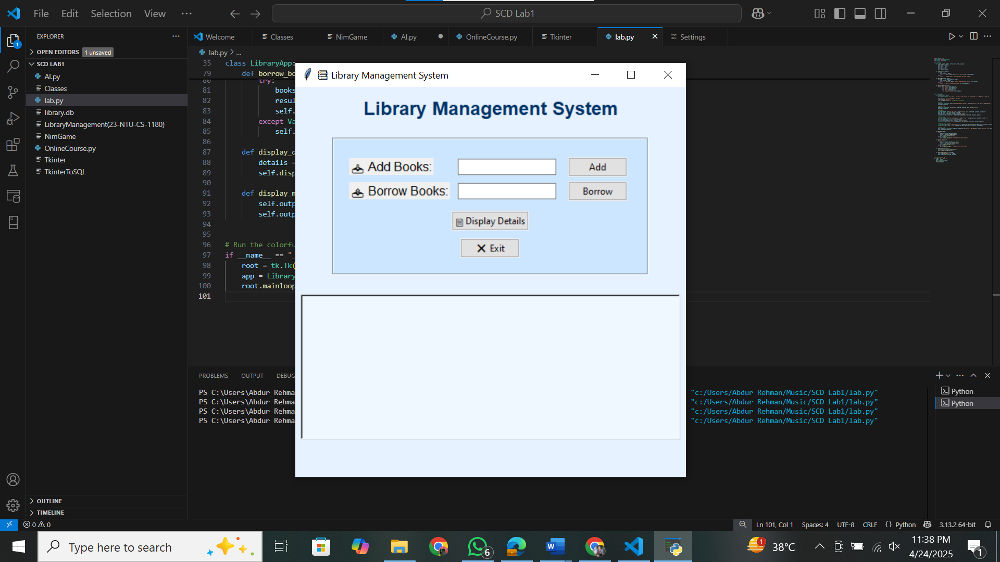 File Edit Selection View ··· SCD Lab1
EXPLORER ···
OPEN EDITORS 1 unsaved
SCD LAB1
AI.py
Classes
lab.py
library.db
LibraryManagement(23-NTU-CS-1180)
NimGame
OnlineCourse.py
Tkinter
TkinterToSQL
OUTLINE
TIMELINE
Welcome Classes NimGame AI.py OnlineCourse.py Tkinter lab.py Settings
lab.py > ...
35 class LibraryApp:
79 def borrow_bo
80 try:
81 books
82 resul
83 self.
84 except Va
85 self.
86
87 def display_d
88 details =
89 self.disp
90
91 def display_m
92 self.outp
93 self.outp
94
95
96 # Run the colorfu
97 if __name__ == "_
98 root = tk.Tk(
99 app = Library
100 root.mainloop
101
Library Management System
Library Management System
Add Books: Add
Borrow Books: Borrow
Display Details
Exit
PROBLEMS OUTPUT DEBUG
PS C:\Users\Abdur Rehma "c:/Users/Abdur Rehman/Music/SCD Lab1/lab.py"
PS C:\Users\Abdur Rehma "c:/Users/Abdur Rehman/Music/SCD Lab1/lab.py"
PS C:\Users\Abdur Rehma "c:/Users/Abdur Rehman/Music/SCD Lab1/lab.py"
PS C:\Users\Abdur Rehma "c:/Users/Abdur Rehman/Music/SCD Lab1/lab.py"
Python
Python
0 0 Ln 101, Col 1 Spaces: 4 UTF-8 CRLF {} Python 3.13.2 64-bit
Type here to search 6 1 38°C 11:38 PM
4/24/2025 1